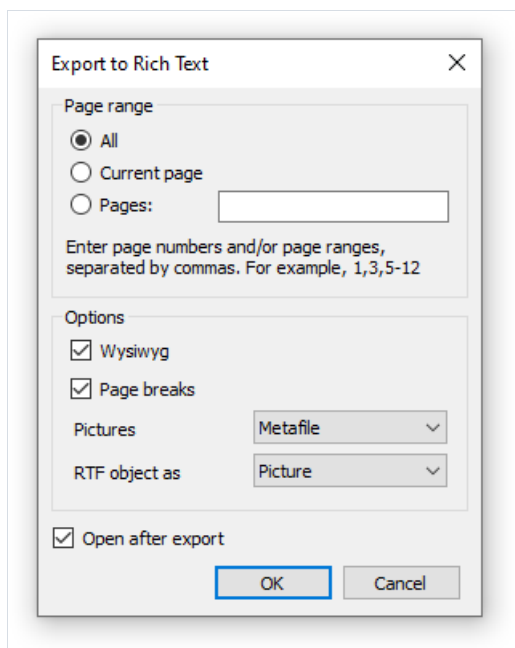 Export to Rich Text
Page range
All
Current page
Pages:
Enter page numbers and/or page ranges,
separated by commas. For example, 1,3,5-12
Options
Wysiwyg
Page breaks
Pictures Metafile
RTF object as Picture
Open after export
OK Cancel